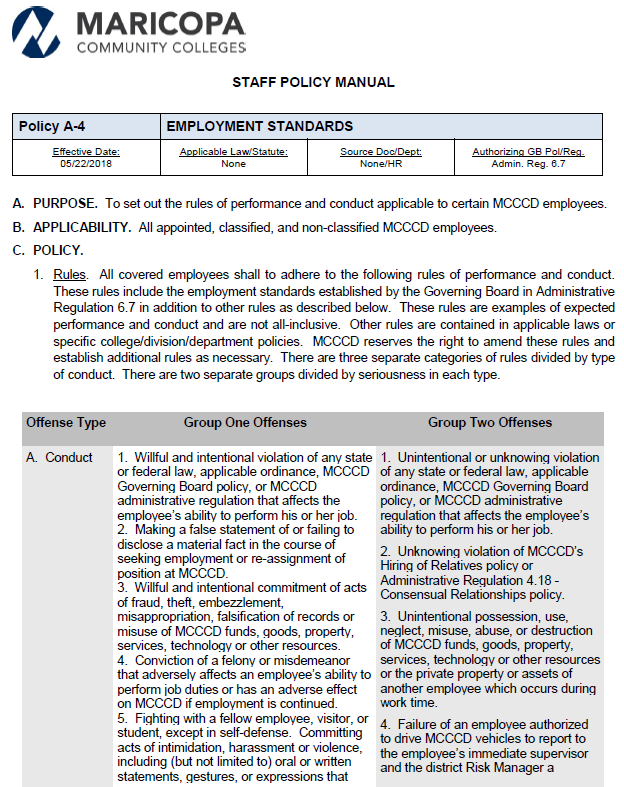 MARICOPA
COMMUNITY COLLEGES
STAFF POLICY MANUAL
Policy A-4
EMPLOYMENT STANDARDS
Effective Date:
05/22/2018
Applicable Law/Statute:
None
Source Doc/Dept:
None/HR
Authorizing GB Pol/Reg.
Admin. Reg. 6.7
A. PURPOSE. To set out the rules of performance and conduct applicable to certain MCCCD employees.
B. APPLICABILITY. All appointed, classified, and non-classified MCCCD employees.
C. POLICY.
1. Rules. All covered employees shall to adhere to the following rules of performance and conduct.
These rules include the employment standards established by the Governing Board in Administrative
Regulation 6.7 in addition to other rules as described below. These rules are examples of expected
performance and conduct and are not all-inclusive. Other rules are contained in applicable laws or
specific college/division/department policies. MCCCD reserves the right to amend these rules and
establish additional rules as necessary. There are three separate categories of rules divided by type
of conduct. There are two separate groups divided by seriousness in each type.
Offense Type
Group One Offenses
Group Two Offenses
A. Conduct
1. Willful and intentional violation of any state
or federal law, applicable ordinance, MCCCD
Governing Board policy, or MCCCD
administrative regulation that affects the
employee's ability to perform his or her job.
2. Making a false statement of or failing to
disclose a material fact in the course of
seeking employment or re-assignment of
position at MCCCD.
3. Willful and intentional commitment of acts
of fraud, theft, embezzlement,
misappropriation, falsification of records or
misuse of MCCCD funds, goods, property,
services, technology or other resources.
4. Conviction of a felony or misdemeanor
that adversely affects an employee's ability to
perform job duties or has an adverse effect
on MCCCD if employment is continued.
5. Fighting with a fellow employee, visitor, or
student, except in self-defense. Committing
acts of intimidation, harassment or violence,
including (but not limited to) oral or written
statements, gestures, or expressions that
1. Unintentional or unknowing violation
of any state or federal law, applicable
ordinance, MCCCD Governing Board
policy, or MCCCD administrative
regulation that affects the employee's
ability to perform his or her job.
2. Unknowing violation of MCCCD's
Hiring of Relatives policy or
Administrative Regulation 4.18 -
Consensual Relationships policy.
3. Unintentional possession, use,
neglect, misuse, abuse, or destruction
of MCCCD funds, goods, property,
services, technology or other resources
or the private property or assets of
another employee which occurs during
work time.
4. Failure of an employee authorized
to drive MCCCD vehicles to report to
the employee's immediate supervisor
and the district Risk Manager a